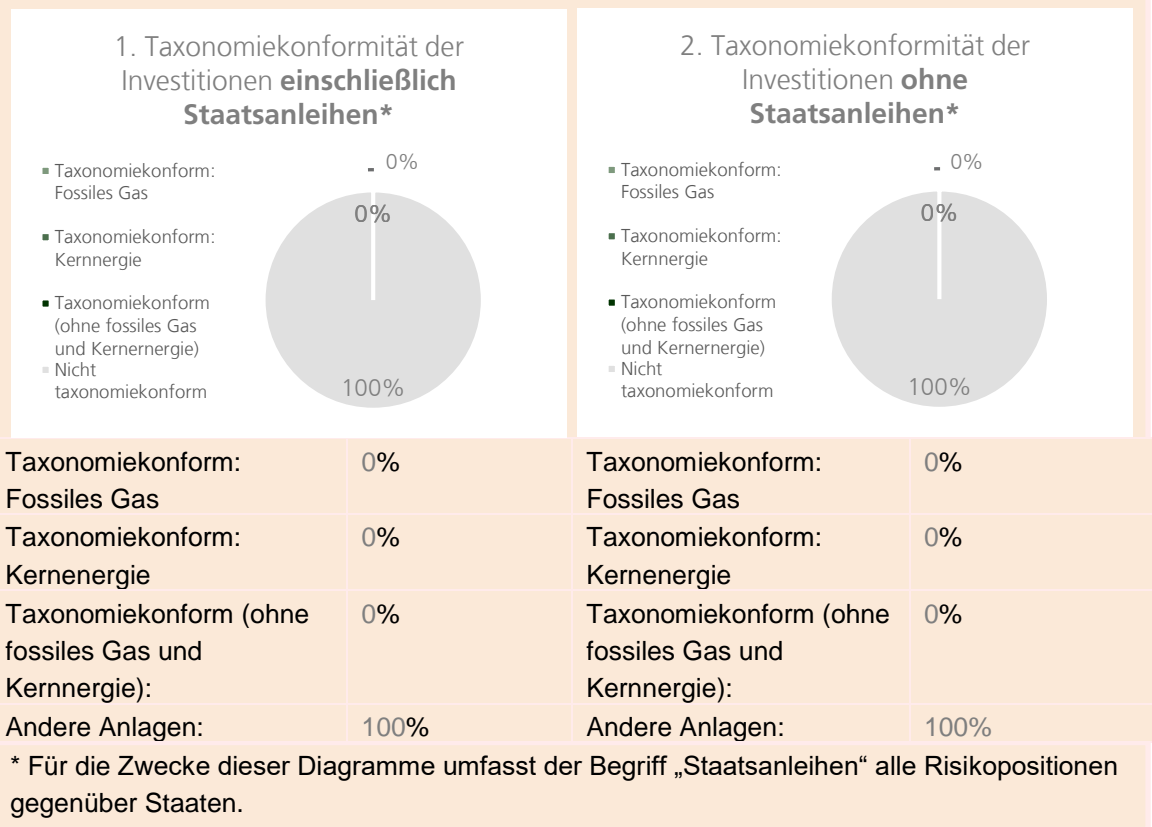 1. Taxonomiekonformität der
Investitionen einschließlich
Staatsanleihen*
Taxonomiekonform:
Fossiles Gas
Taxonomiekonform:
Kernnergie
Taxonomiekonform
(ohne fossiles Gas
und Kernernergie)
Nicht
taxonomiekonform
- 0%
0%
100%
2. Taxonomiekonformität der
Investitionen ohne
Staatsanleihen*
Taxonomiekonform:
Fossiles Gas
Taxonomiekonform:
Kernnergie
Taxonomiekonform
(ohne fossiles Gas
und Kernernergie)
Nicht
taxonomiekonform
- 0%
0%
100%
Taxonomiekonform: 0%
Fossiles Gas
Taxonomiekonform: 0%
Kernenergie
Taxonomiekonform (ohne 0%
fossiles Gas und
Kernnergie):
Andere Anlagen: 100%
Taxonomiekonform: 0%
Fossiles Gas
Taxonomiekonform: 0%
Kernenergie
Taxonomiekonform (ohne 0%
fossiles Gas und
Kernnergie):
Andere Anlagen: 100%
* Für die Zwecke dieser Diagramme umfasst der Begriff „Staatsanleihen“ alle Risikopositionen
gegenüber Staaten.